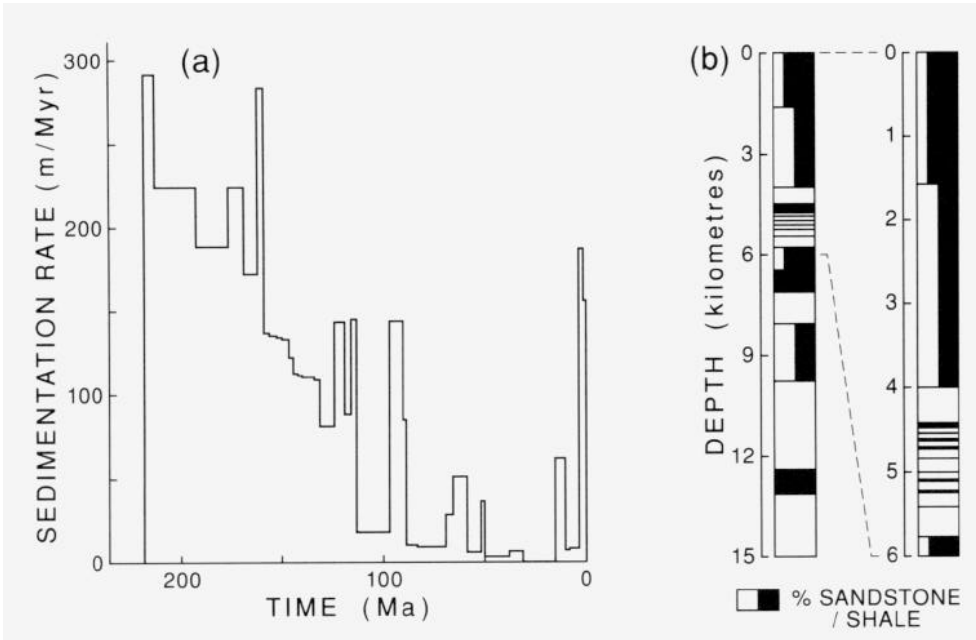 (a)
SEDIMENTATION RATE (m/Myr)
300
200
100
0
200
100
0
TIME (Ma)
(b)
DEPTH (kilometres)
0
3
6
9
12
15
0
1
2
3
4
5
6
% SANDSTONE
/ SHALE